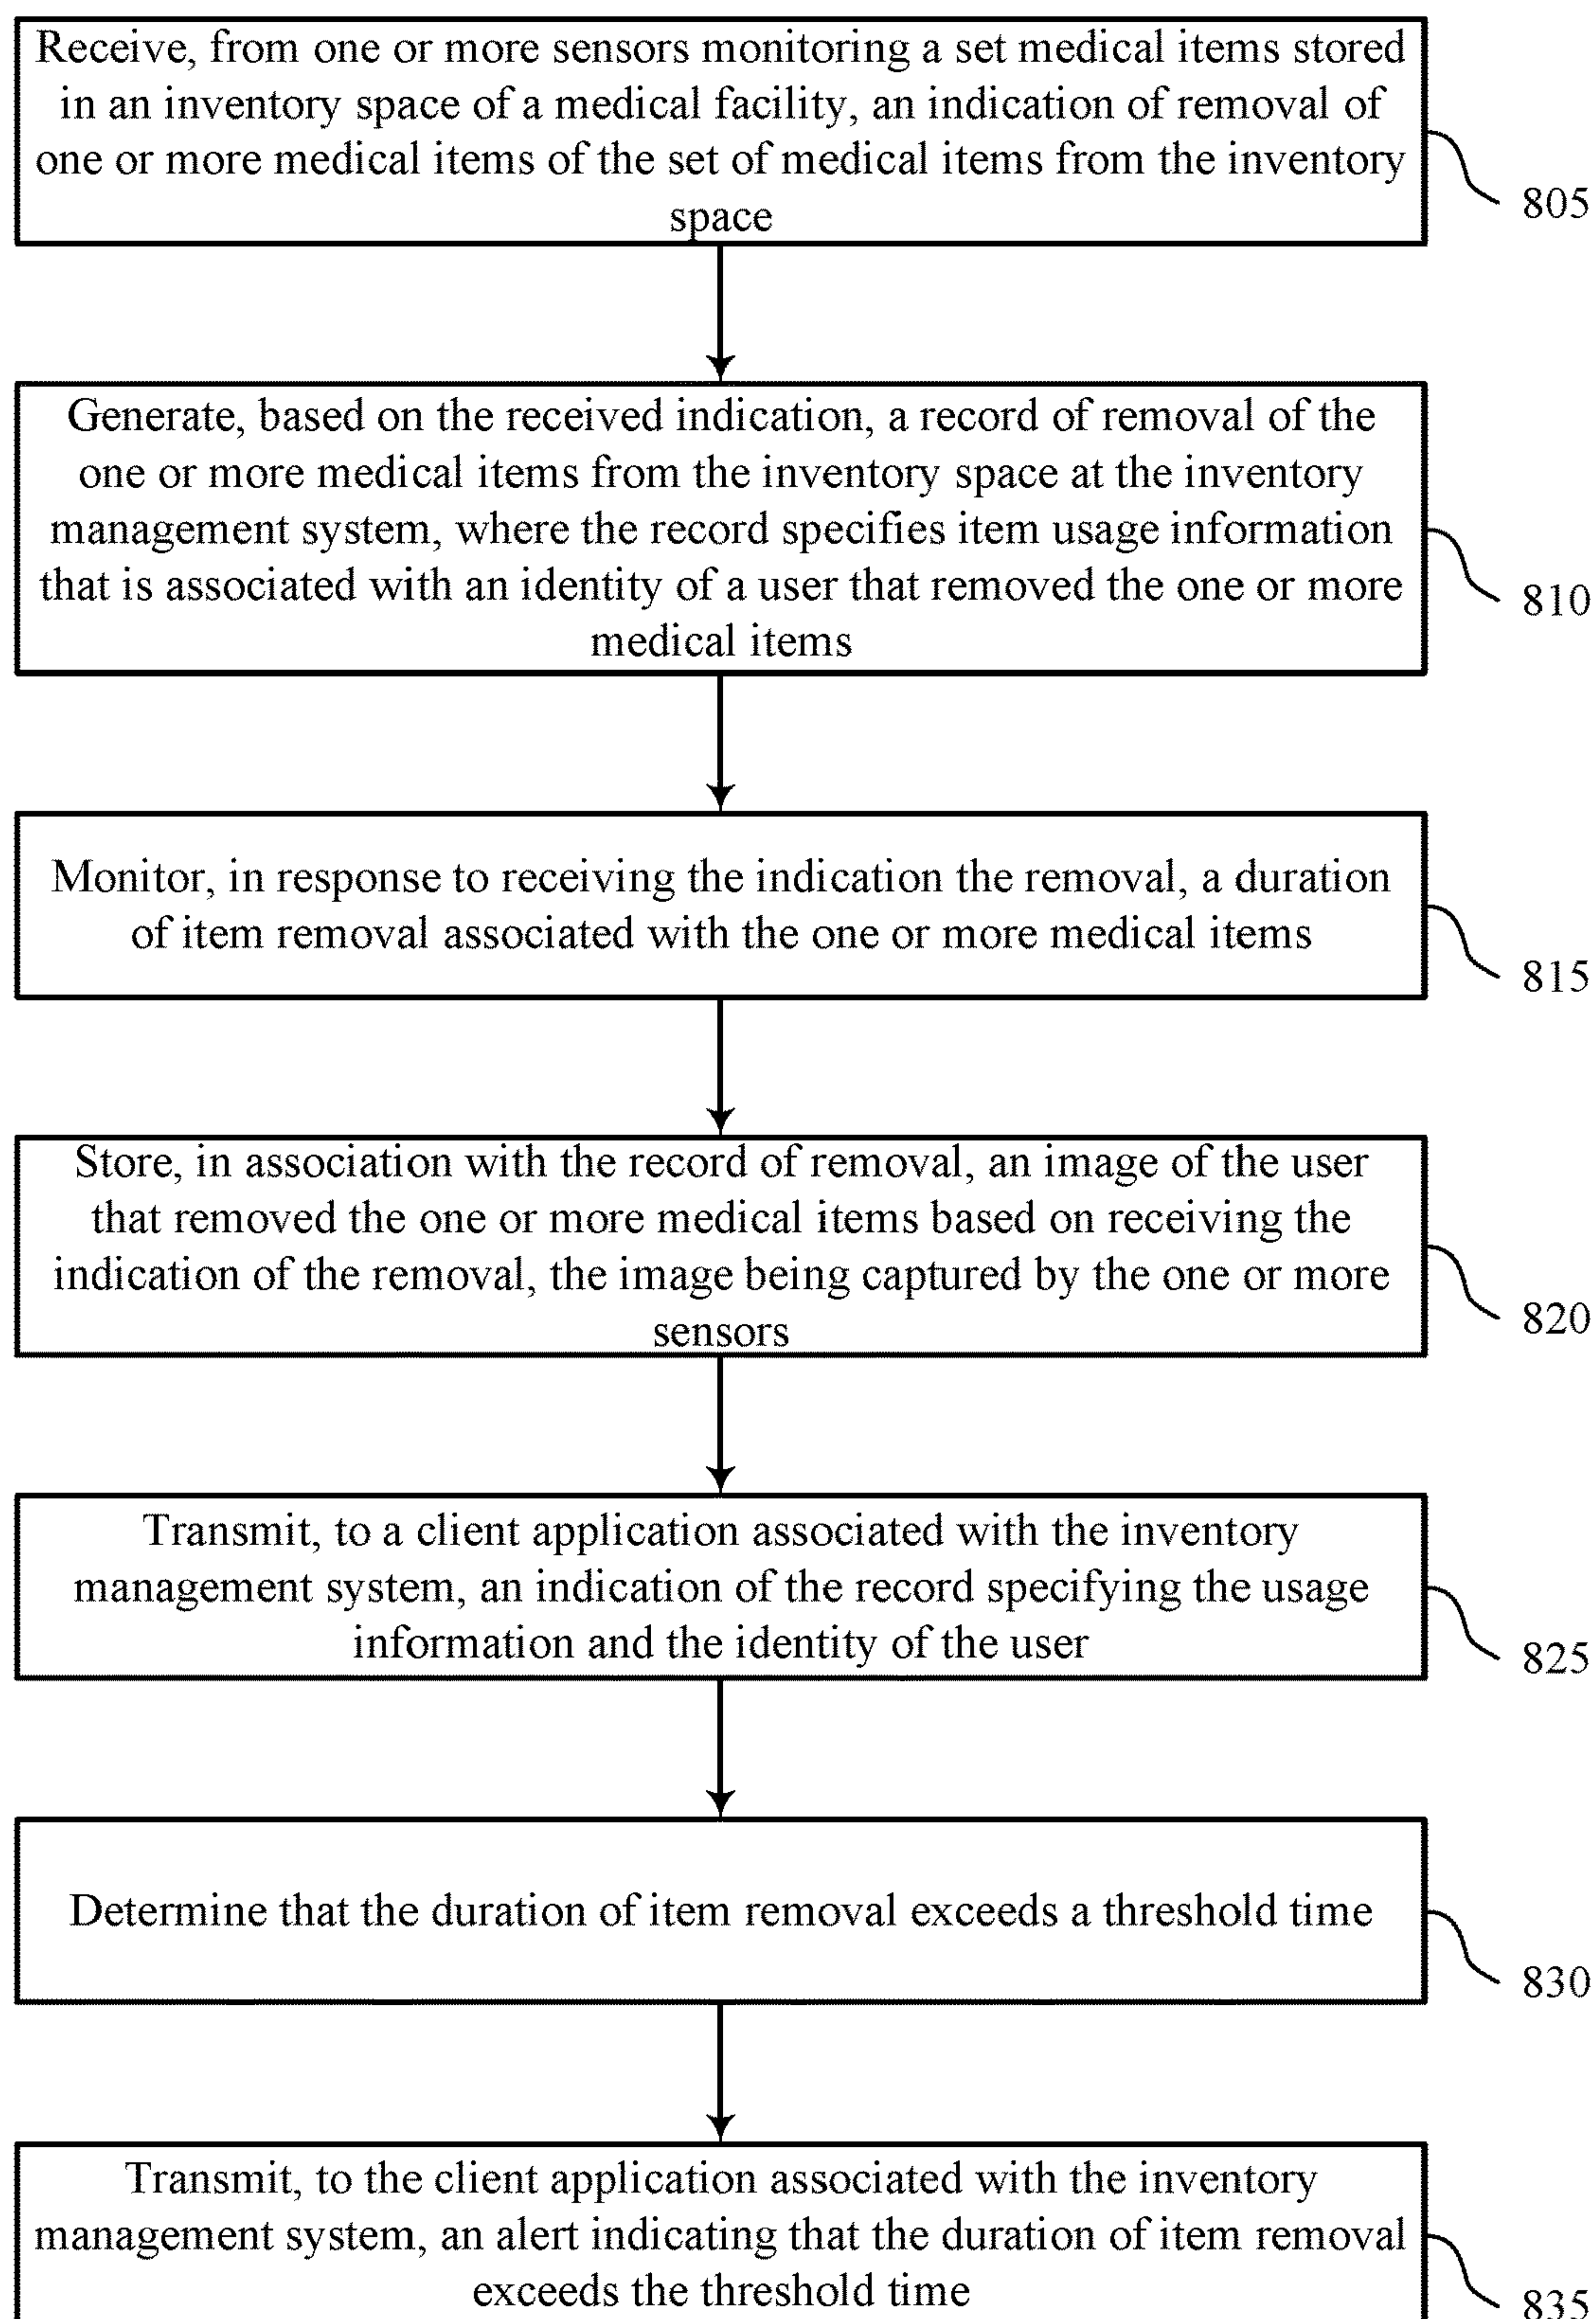 Receive, from one or more sensors monitoring a set medical items stored
in an inventory space of a medical facility, an indication of removal of
one or more medical items of the set of medical items from the inventory
space
805
Generate, based on the received indication, a record of removal of the
one or more medical items from the inventory space at the inventory
management system, where the record specifies item usage information
that is associated with an identity of a user that removed the one or more
medical items
810
Monitor, in response to receiving the indication the removal, a duration
of item removal associated with the one or more medical items
815
Store, in association with the record of removal, an image of the user
that removed the one or more medical items based on receiving the
indication of the removal, the image being captured by the one or more
sensors
820
Transmit, to a client application associated with the inventory
management system, an indication of the record specifying the usage
information and the identity of the user
825
Determine that the duration of item removal exceeds a threshold time
830
Transmit, to the client application associated with the inventory
management system, an alert indicating that the duration of item removal
exceeds the threshold time
835